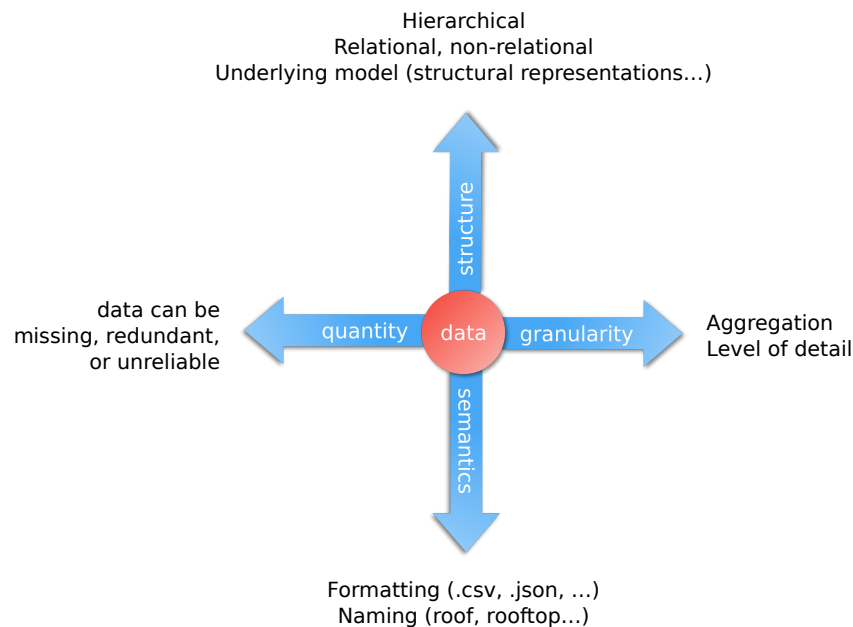 Hierarchical
Relational, non-relational
Underlying model (structural representations…)
structure
data can be
missing, redundant,
or unreliable
quantity
data
granularity
Aggregation
Level of detail
semantics
Formatting (.csv, .json, …)
Naming (roof, rooftop…)